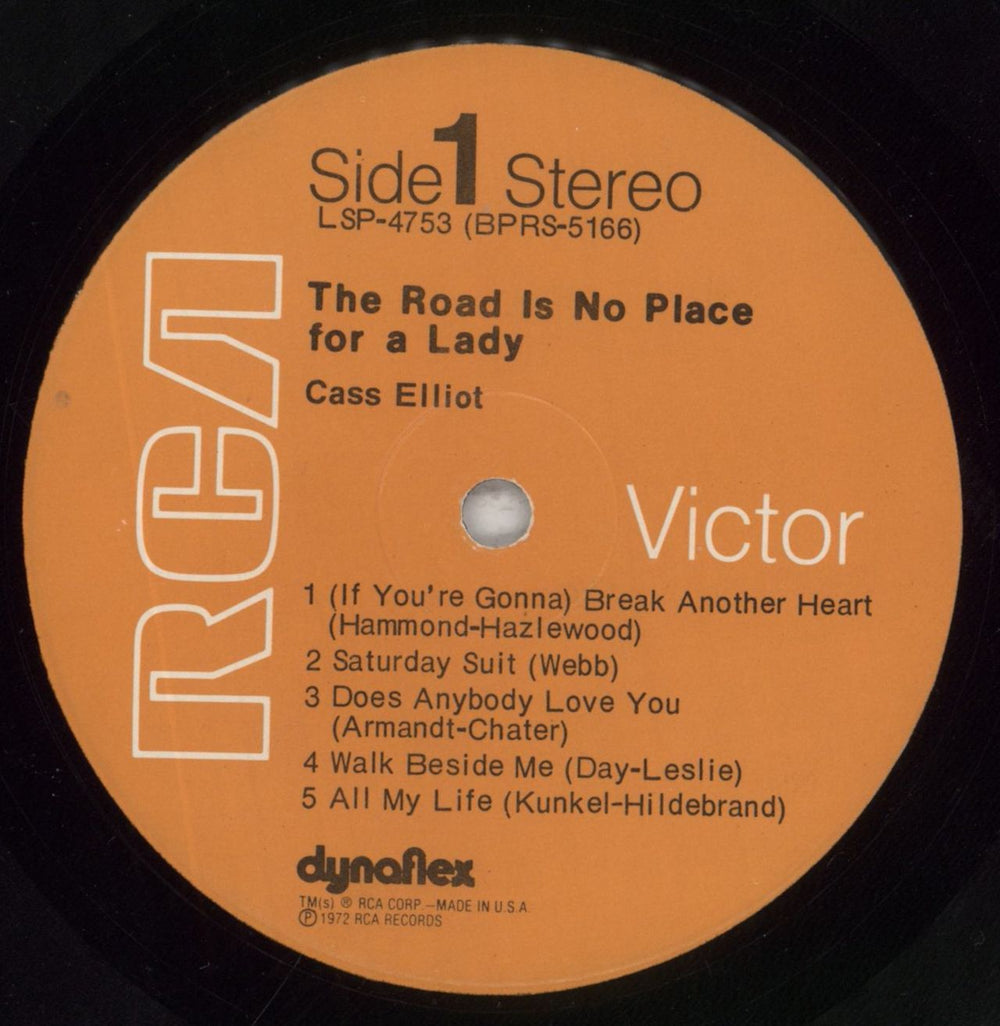 Side 1 Stereo
LSP-4753 (BPRS-5166)
The Road Is No Place
for a Lady
Cass Elliot
RCA
Victor
1 (If You're Gonna) Break Another Heart
(Hammond-Hazlewood)
2 Saturday Suit (Webb)
3 Does Anybody Love You
(Armandt-Chater)
4 Walk Beside Me (Day-Leslie)
5 All My Life (Kunkel-Hildebrand)
dynaflex
TM(s) ® RCA CORP.—MADE IN U.S.A.
℗ 1972 RCA RECORDS